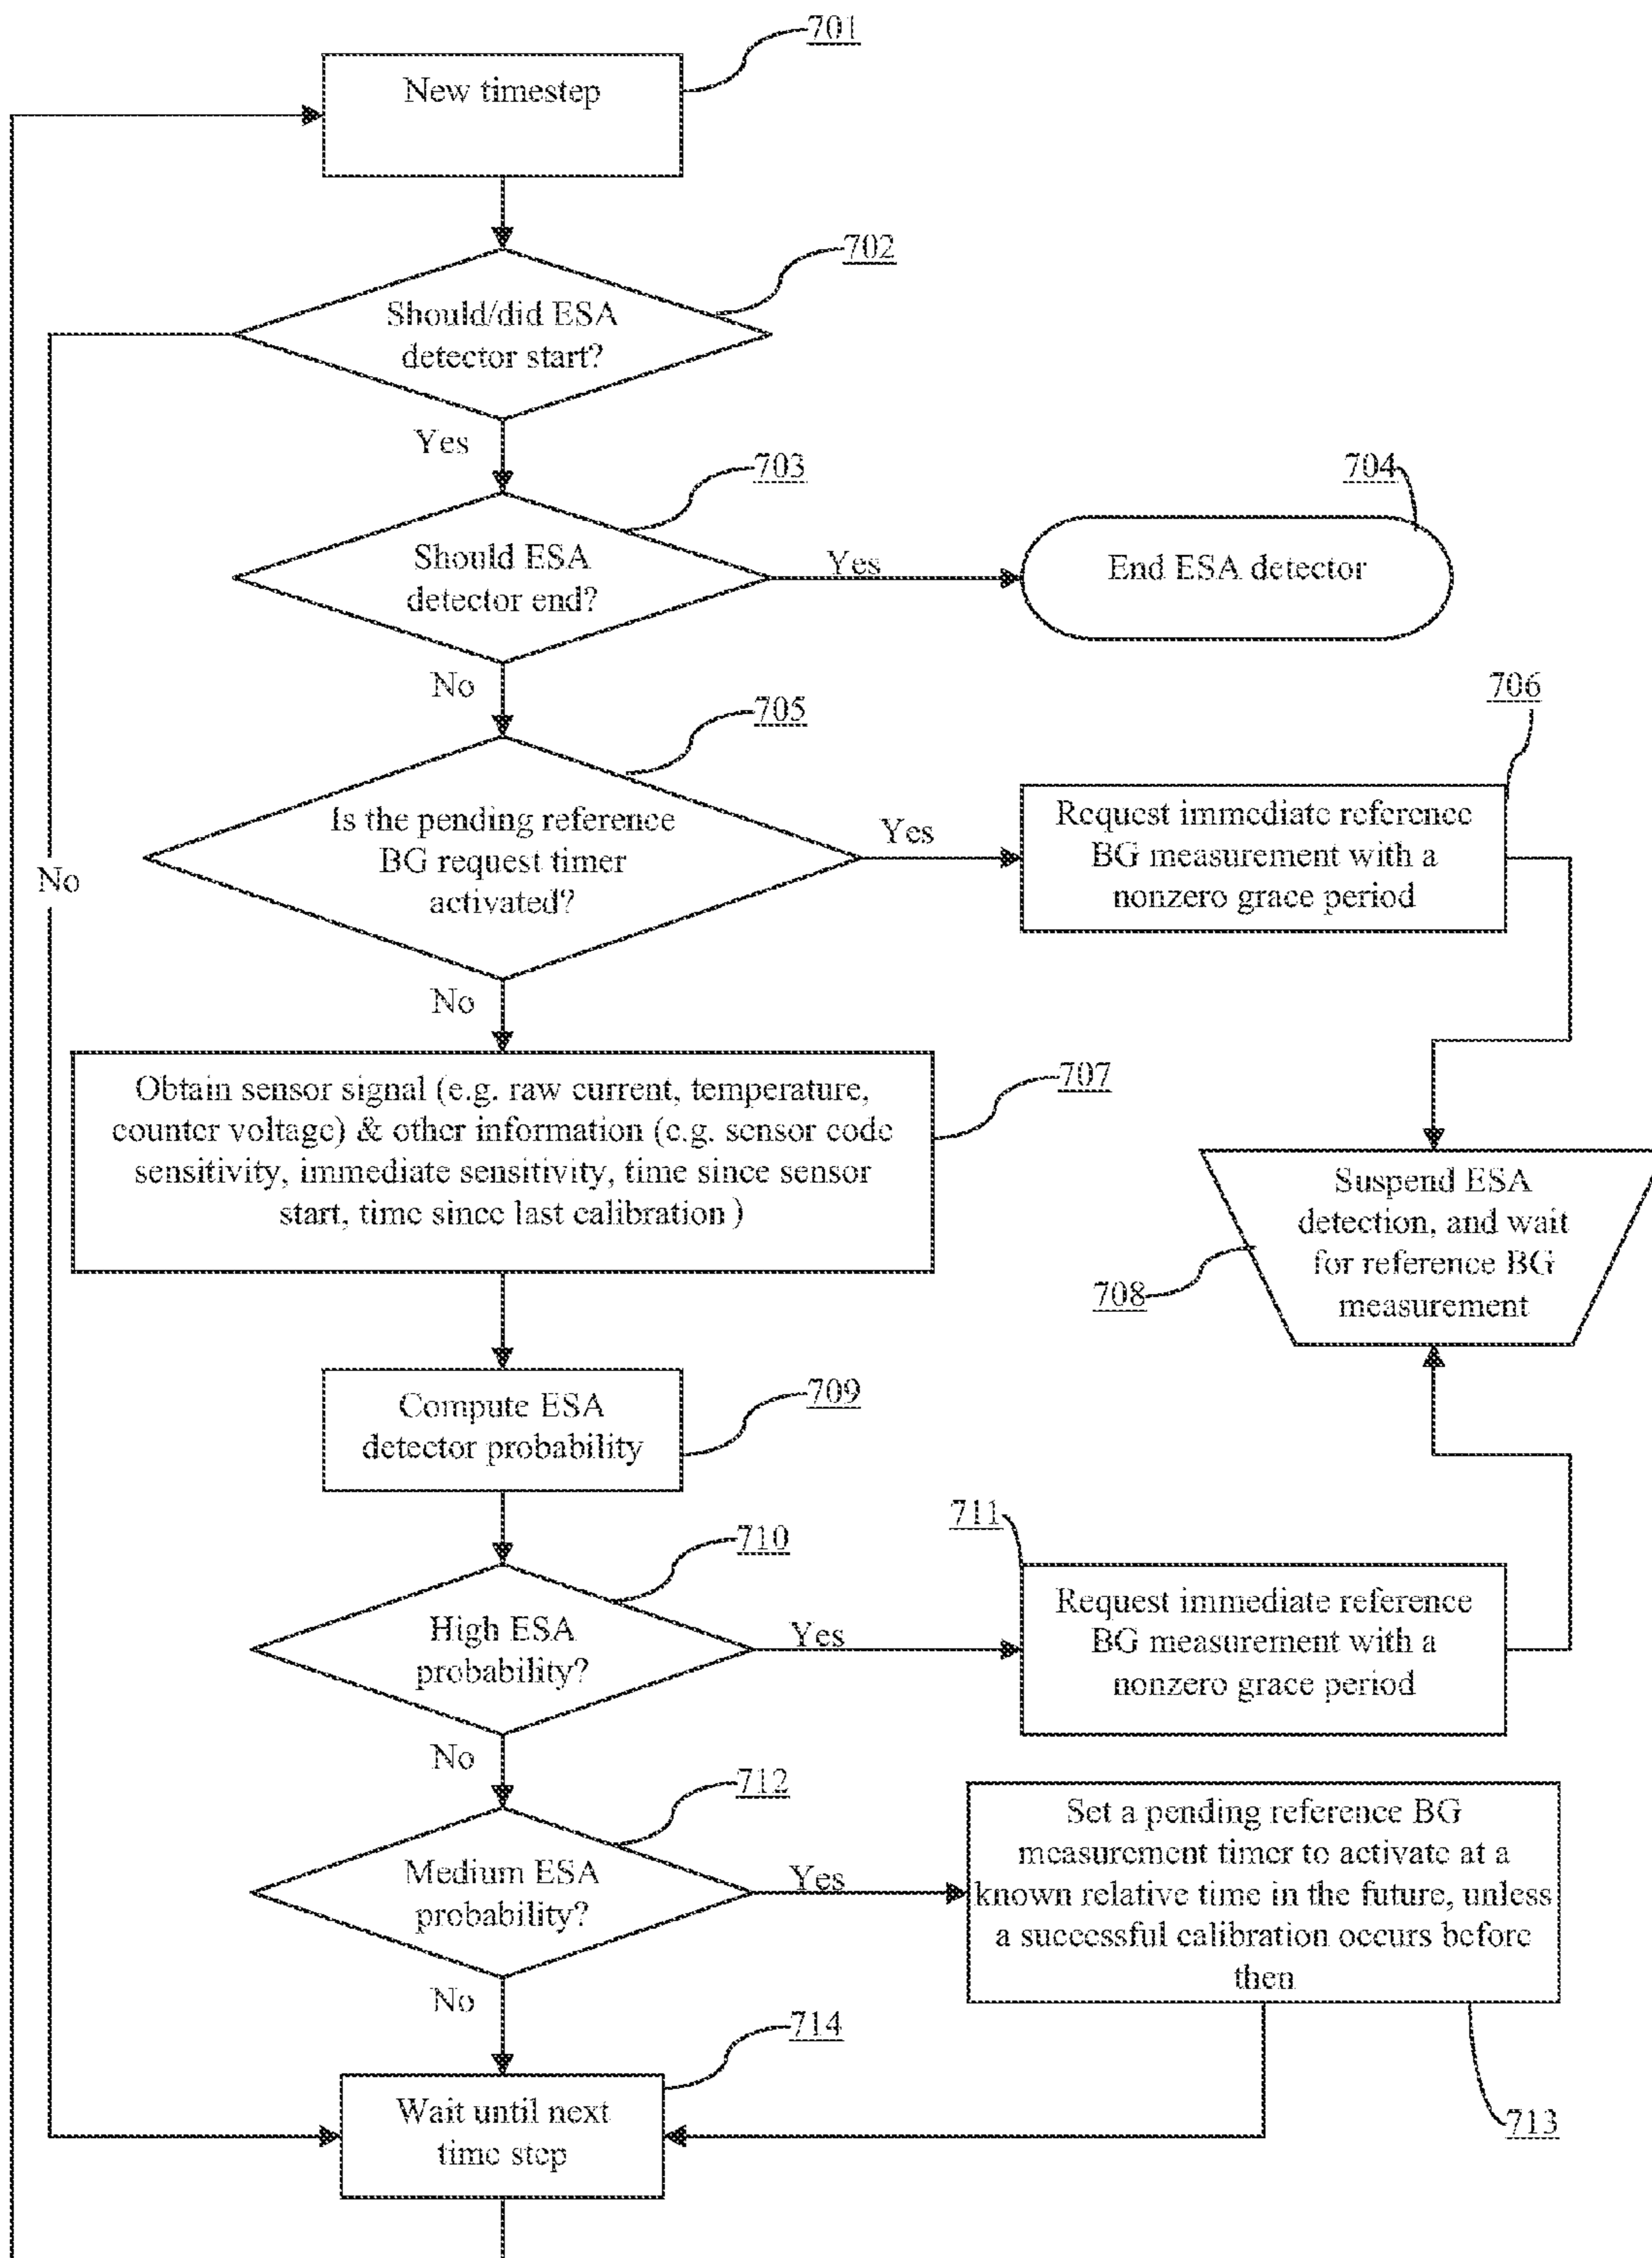 701
New timestep
702
Should/did ESA
detector start?
Yes
703
704
Should ESA
detector end?
Yes
End ESA detector
No
705
706
Is the pending reference
BG request timer
activated?
Yes
Request immediate reference
BG measurement with a
nonzero grace period
No
No
707
Obtain sensor signal (e.g. raw current, temperature,
counter voltage) & other information (e.g. sensor code
sensitivity, immediate sensitivity, time since sensor
start, time since last calibration )
Suspend ESA
detection, and wait
for reference BG
measurement
708
709
Compute ESA
detector probability
710
711
High ESA
probability?
Yes
Request immediate reference
BG measurement with a
nonzero grace period
No
712
Medium ESA
probability?
Yes
Set a pending reference BG
measurement timer to activate at a
known relative time in the future, unless
a successful calibration occurs before
then
No
714
Wait until next
time step
713